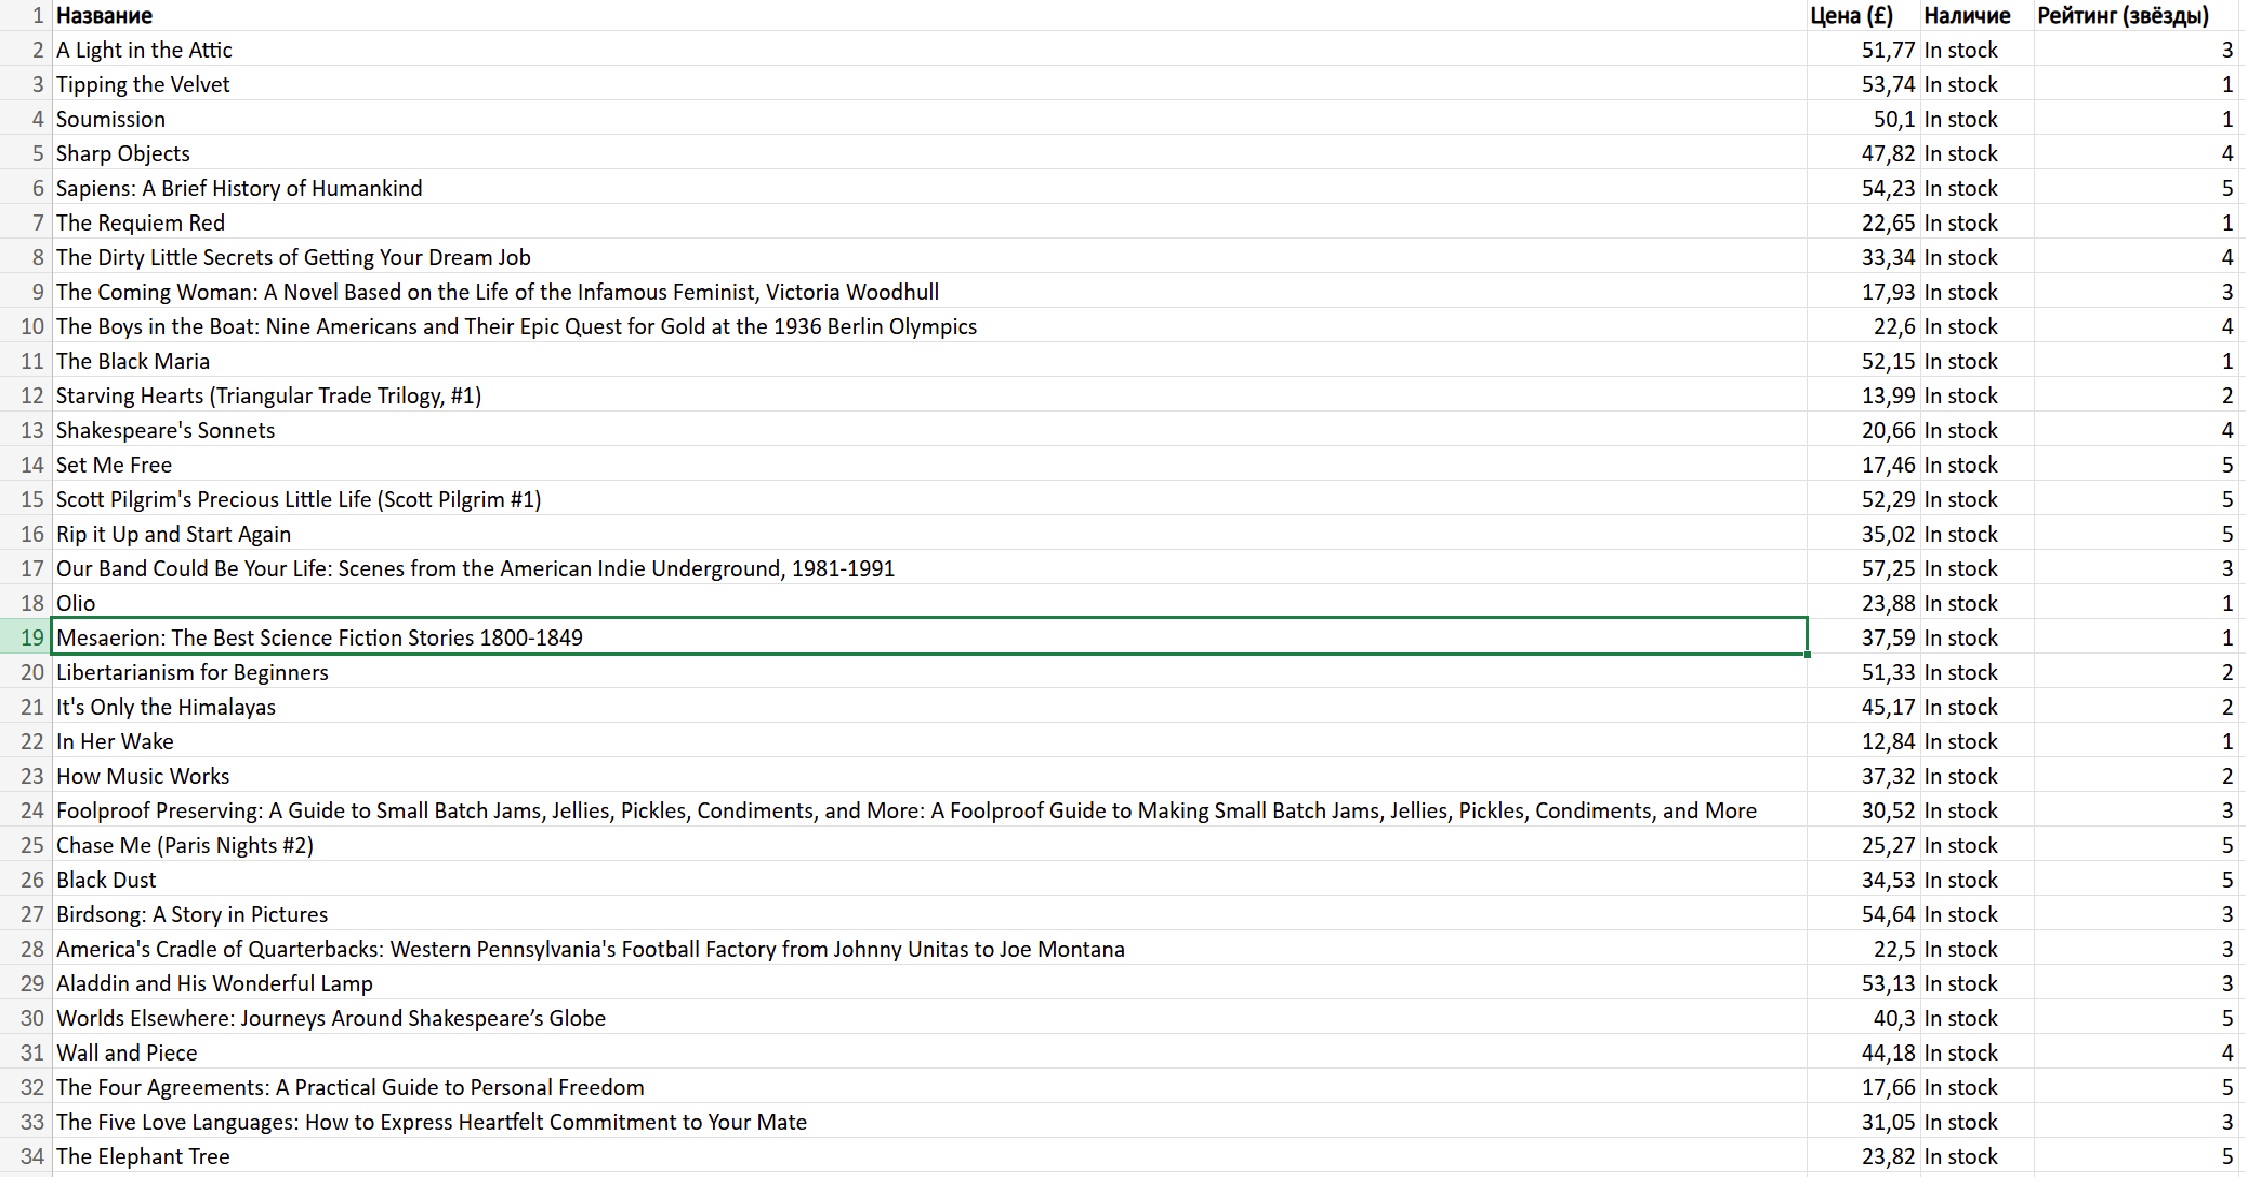 1 Название Цена (£) Наличие Рейтинг (звёзды)
2 A Light in the Attic 51,77 In stock 3
3 Tipping the Velvet 53,74 In stock 1
4 Soumission 50,1 In stock 1
5 Sharp Objects 47,82 In stock 4
6 Sapiens: A Brief History of Humankind 54,23 In stock 5
7 The Requiem Red 22,65 In stock 1
8 The Dirty Little Secrets of Getting Your Dream Job 33,34 In stock 4
9 The Coming Woman: A Novel Based on the Life of the Infamous Feminist, Victoria Woodhull 17,93 In stock 3
10 The Boys in the Boat: Nine Americans and Their Epic Quest for Gold at the 1936 Berlin Olympics 22,6 In stock 4
11 The Black Maria 52,15 In stock 1
12 Starving Hearts (Triangular Trade Trilogy, #1) 13,99 In stock 2
13 Shakespeare's Sonnets 20,66 In stock 4
14 Set Me Free 17,46 In stock 5
15 Scott Pilgrim's Precious Little Life (Scott Pilgrim #1) 52,29 In stock 5
16 Rip it Up and Start Again 35,02 In stock 5
17 Our Band Could Be Your Life: Scenes from the American Indie Underground, 1981-1991 57,25 In stock 3
18 Olio 23,88 In stock 1
19 Mesaerion: The Best Science Fiction Stories 1800-1849 37,59 In stock 1
20 Libertarianism for Beginners 51,33 In stock 2
21 It's Only the Himalayas 45,17 In stock 2
22 In Her Wake 12,84 In stock 1
23 How Music Works 37,32 In stock 2
24 Foolproof Preserving: A Guide to Small Batch Jams, Jellies, Pickles, Condiments, and More: A Foolproof Guide to Making Small Batch Jams, Jellies, Pickles, Condiments, and More 30,52 In stock 3
25 Chase Me (Paris Nights #2) 25,27 In stock 5
26 Black Dust 34,53 In stock 5
27 Birdsong: A Story in Pictures 54,64 In stock 3
28 America's Cradle of Quarterbacks: Western Pennsylvania's Football Factory from Johnny Unitas to Joe Montana 22,5 In stock 3
29 Aladdin and His Wonderful Lamp 53,13 In stock 3
30 Worlds Elsewhere: Journeys Around Shakespeare’s Globe 40,3 In stock 5
31 Wall and Piece 44,18 In stock 4
32 The Four Agreements: A Practical Guide to Personal Freedom 17,66 In stock 5
33 The Five Love Languages: How to Express Heartfelt Commitment to Your Mate 31,05 In stock 3
34 The Elephant Tree 23,82 In stock 5